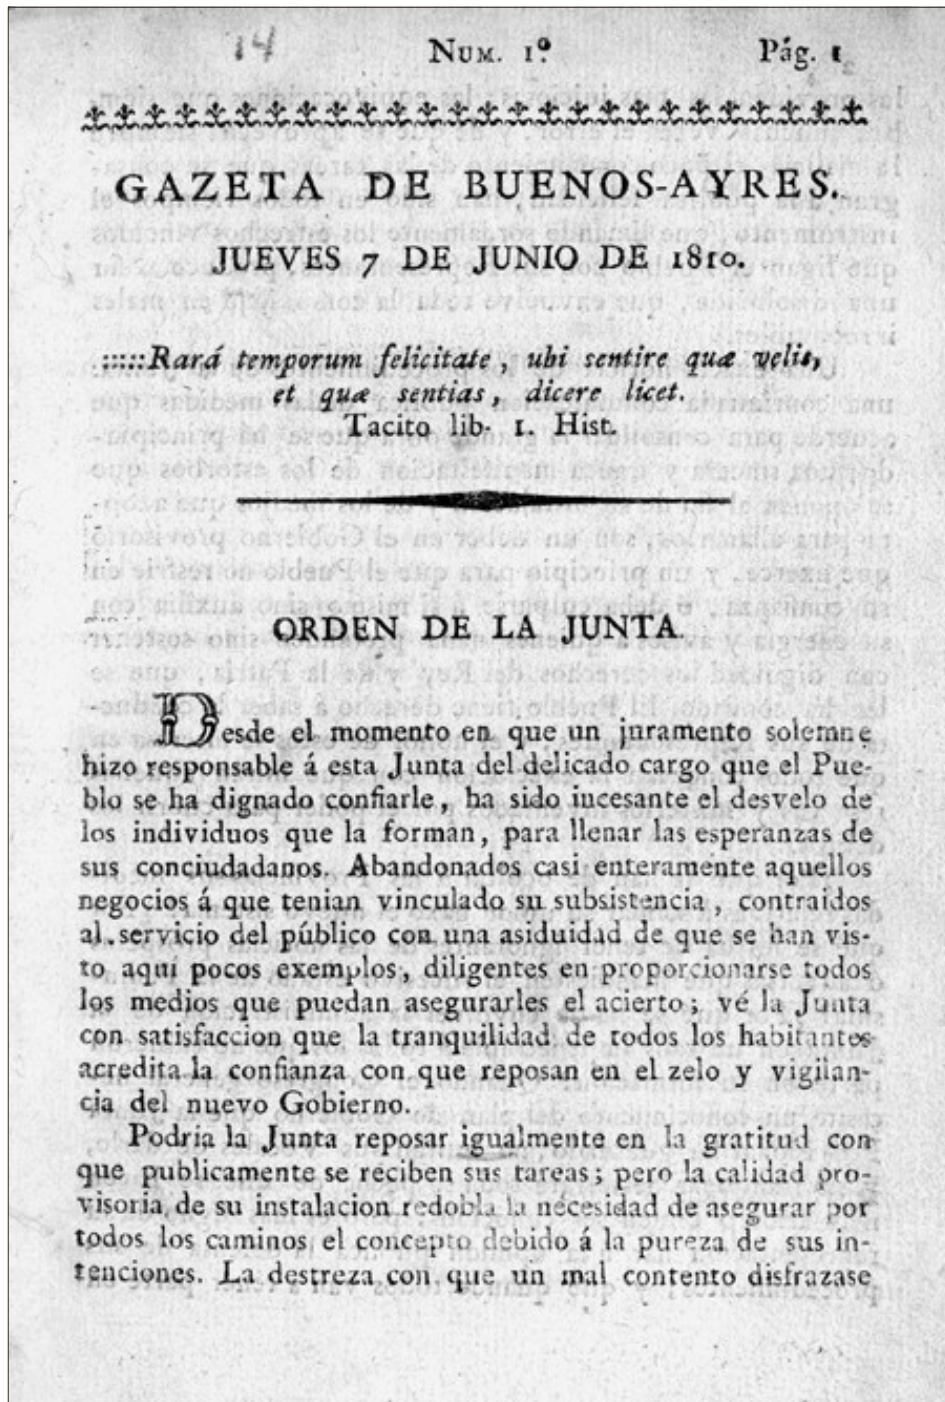 14
NUM. 1º
Pág. 1
GAZETA DE BUENOS-AYRES.
JUEVES 7 DE JUNIO DE 1810.
:::::Rará temporum felicitate, ubi sentire quæ velis,
et quæ sentias, dicere licet.
Tacito lib. 1. Hist.
ORDEN DE LA JUNTA.
Desde el momento en que un juramento solemne
hizo responsable á esta Junta del delicado cargo que el Pue-
blo se ha dignado confiarle, ha sido iucesante el desvelo de
los individuos que la forman, para llenar las esperanzas de
sus conciudadanos. Abandonados casi enteramente aquellos
negocios á que tenian vinculado su subsistencia, contraidos
al servicio del público con una asiduidad de que se han vis-
to aqui pocos exemplos, diligentes en proporcionarse todos
los medios que puedan asegurarles el acierto; vé la Junta
con satisfaccion que la tranquilidad de todos los habitantes
acredita la confianza con que reposan en el zelo y vigilan-
cia del nuevo Gobierno.
Podria la Junta reposar igualmente en la gratitud con
que publicamente se reciben sus tareas; pero la calidad pro-
visoria de su instalacion redobla la necesidad de asegurar por
todos los caminos el concepto debido á la pureza de sus in-
tenciones. La destreza con que un mal contento disfrazase